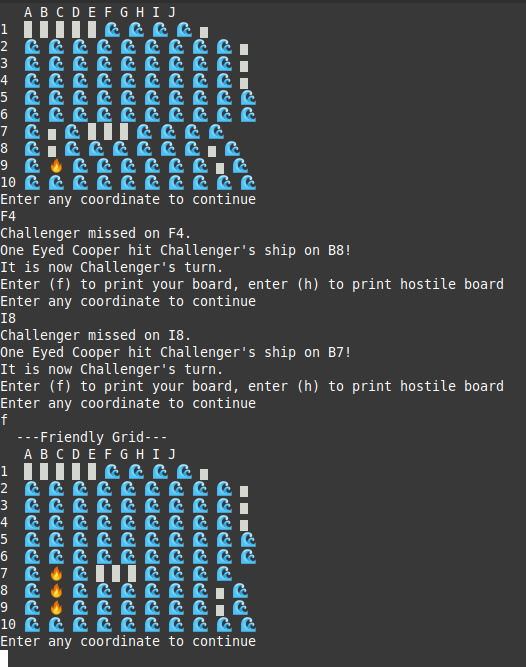 A B C D E F G H I J
1 █ █ █ █ █ 🌊 🌊 🌊 🌊 ▄
2 🌊 🌊 🌊 🌊 🌊 🌊 🌊 🌊 🌊 ▄
3 🌊 🌊 🌊 🌊 🌊 🌊 🌊 🌊 🌊 ▄
4 🌊 🌊 🌊 🌊 🌊 🌊 🌊 🌊 🌊 ▄
5 🌊 🌊 🌊 🌊 🌊 🌊 🌊 🌊 🌊 🌊
6 🌊 🌊 🌊 🌊 🌊 🌊 🌊 🌊 🌊 🌊
7 🌊 ▄ 🌊 █ █ █ 🌊 🌊 🌊 🌊
8 🌊 ▄ 🌊 🌊 🌊 🌊 🌊 🌊 ▄ 🌊
9 🌊 🔥 🌊 🌊 🌊 🌊 🌊 🌊 ▄ 🌊
10 🌊 🌊 🌊 🌊 🌊 🌊 🌊 🌊 🌊 🌊
Enter any coordinate to continue
F4
Challenger missed on F4.
One Eyed Cooper hit Challenger's ship on B8!
It is now Challenger's turn.
Enter (f) to print your board, enter (h) to print hostile board
Enter any coordinate to continue
I8
Challenger missed on I8.
One Eyed Cooper hit Challenger's ship on B7!
It is now Challenger's turn.
Enter (f) to print your board, enter (h) to print hostile board
Enter any coordinate to continue
f
---Friendly Grid---
A B C D E F G H I J
1 █ █ █ █ █ 🌊 🌊 🌊 🌊 ▄
2 🌊 🌊 🌊 🌊 🌊 🌊 🌊 🌊 🌊 ▄
3 🌊 🌊 🌊 🌊 🌊 🌊 🌊 🌊 🌊 ▄
4 🌊 🌊 🌊 🌊 🌊 🌊 🌊 🌊 🌊 ▄
5 🌊 🌊 🌊 🌊 🌊 🌊 🌊 🌊 🌊 🌊
6 🌊 🌊 🌊 🌊 🌊 🌊 🌊 🌊 🌊 🌊
7 🌊 🔥 🌊 █ █ █ 🌊 🌊 🌊 🌊
8 🌊 🔥 🌊 🌊 🌊 🌊 🌊 🌊 ▄ 🌊
9 🌊 🔥 🌊 🌊 🌊 🌊 🌊 🌊 ▄ 🌊
10 🌊 🌊 🌊 🌊 🌊 🌊 🌊 🌊 🌊 🌊
Enter any coordinate to continue